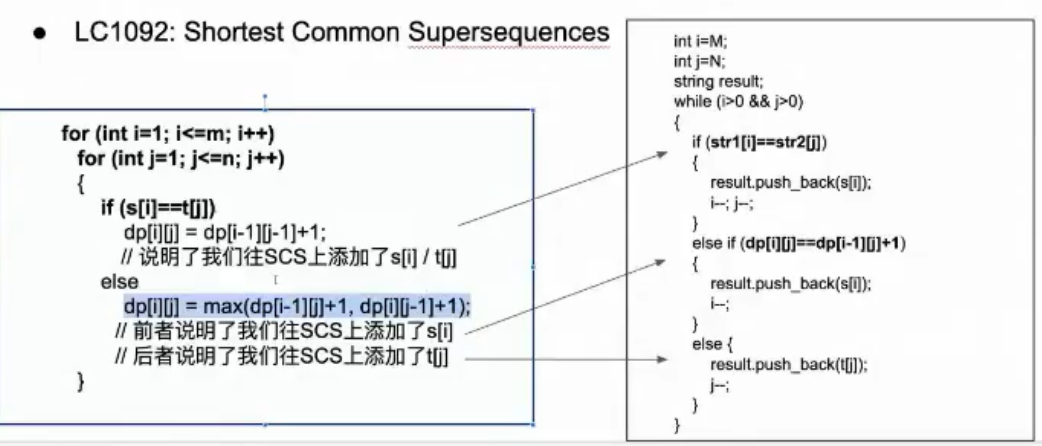 ● LC1092: Shortest Common Supersequences
for (int i=1; i<=m; i++)
for (int j=1; j<=n; j++)
{
if (s[i]==t[j])
dp[i][j] = dp[i-1][j-1]+1;
// 说明了我们往SCS上添加了s[i] / t[j]
else
dp[i][j] = max(dp[i-1][j]+1, dp[i][j-1]+1);
// 前者说明了我们往SCS上添加了s[i]
// 后者说明了我们往SCS上添加了t[j]
}
int i=M;
int j=N;
string result;
while (i>0 && j>0)
{
if (str1[i]==str2[j])
{
result.push_back(s[i]);
i--; j--;
}
else if (dp[i][j]==dp[i-1][j]+1)
{
result.push_back(s[i]);
i--;
}
else {
result.push_back(t[j]);
j--;
}
}